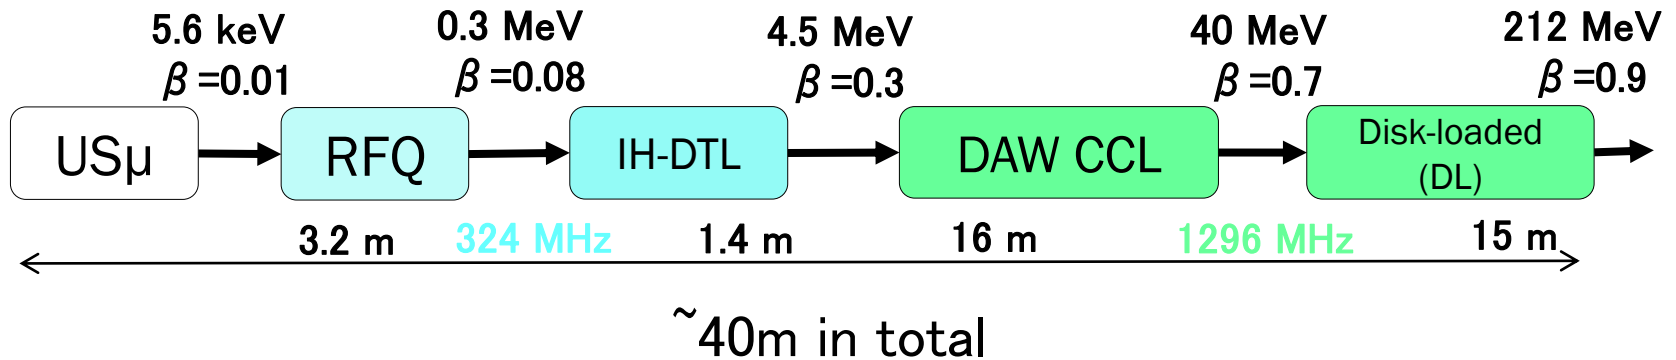 5.6 keV 0.3 MeV 4.5 MeV 40 MeV 212 MeV
β=0.01 β=0.08 β=0.3 β=0.7 β=0.9
USμ RFQ IH-DTL DAW CCL Disk-loaded
(DL)
3.2 m 324 MHz 1.4 m 16 m 1296 MHz 15 m
~40m in total